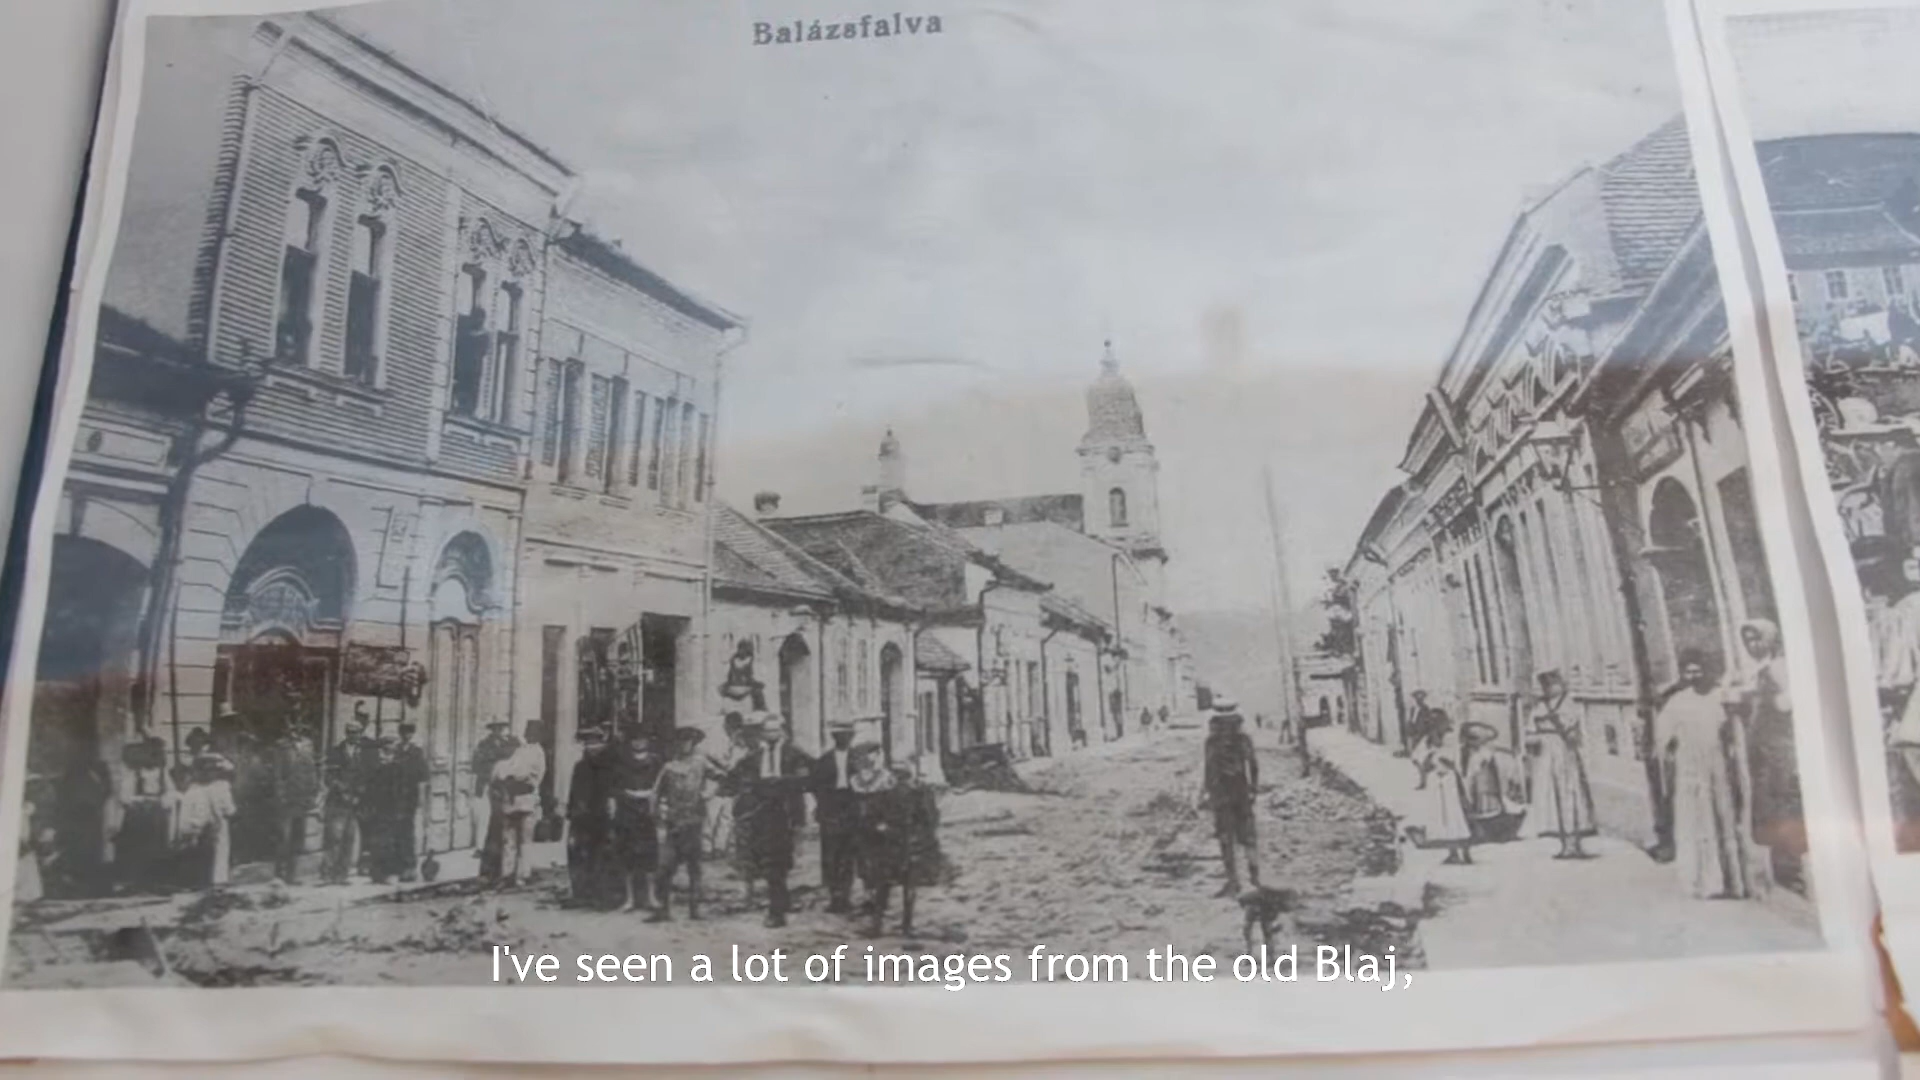 Balázsfalva
I've seen a lot of images from the old Blaj,